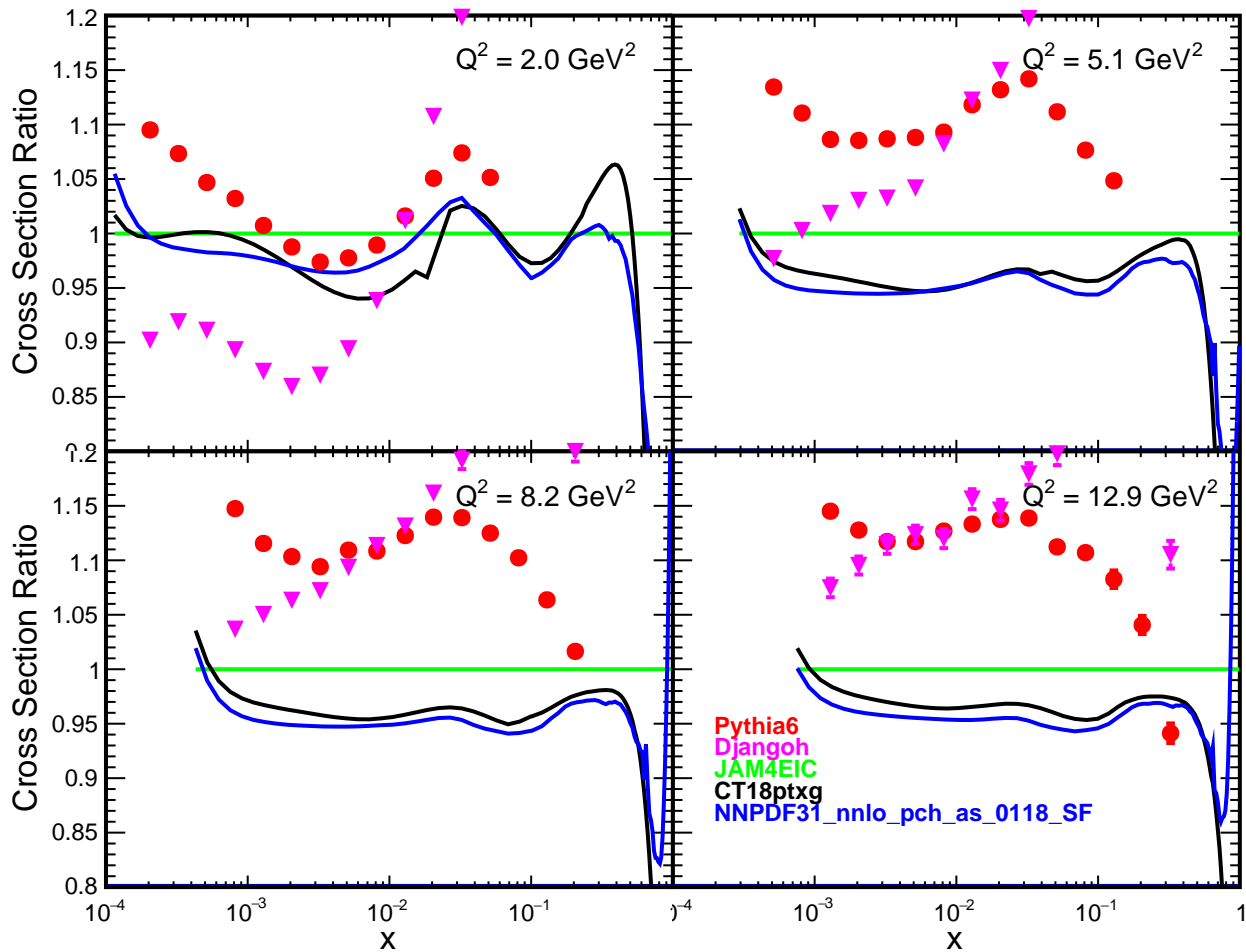 1.2
1.15
1.1
1.05
1
0.95
0.9
0.85
0.8
Cross Section Ratio
Q² = 2.0 GeV²
Q² = 5.1 GeV²
1.2
1.15
1.1
1.05
1
0.95
0.9
0.85
0.8
Cross Section Ratio
Q² = 8.2 GeV²
Q² = 12.9 GeV²
Pythia6
Djangoh
JAM4EIC
CT18ptxg
NNPDF31_nnlo_pch_as_0118_SF
10⁻⁴ 10⁻³ 10⁻² 10⁻¹ 10⁻³ 10⁻² 10⁻¹ 1
x x